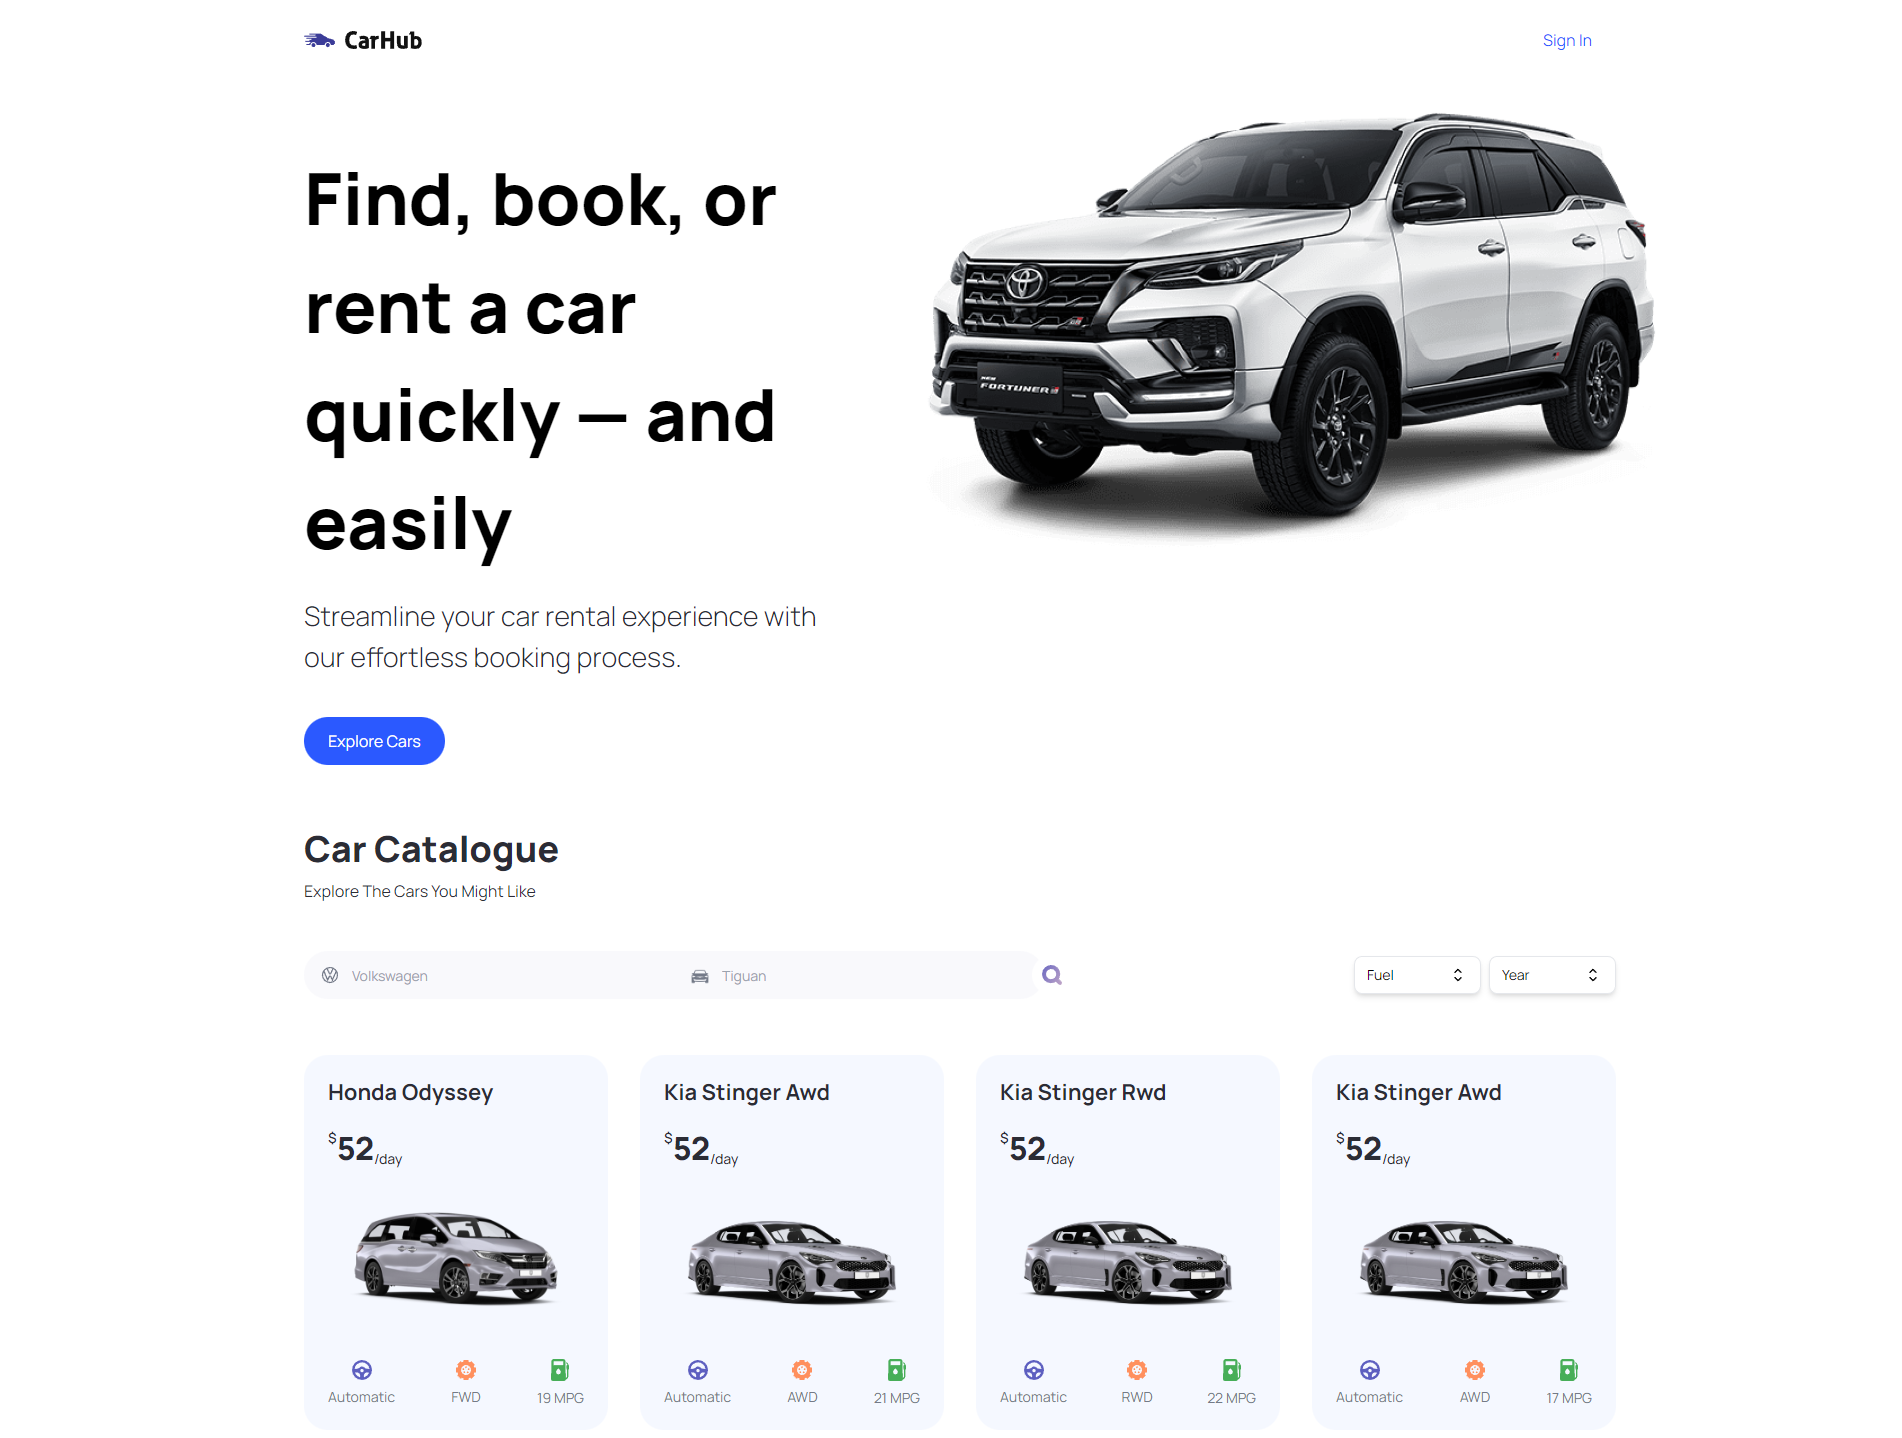 CarHub
Sign In
Find, book, or
rent a car
quickly — and
easily
NEW
FORTUNER
Streamline your car rental experience with
our effortless booking process.
Explore Cars
Car Catalogue
Explore The Cars You Might Like
Volkswagen
Tiguan
Fuel
Year
Honda Odyssey
$52/day
Automatic
FWD
19 MPG
Kia Stinger Awd
$52/day
Automatic
AWD
21 MPG
Kia Stinger Rwd
$52/day
Automatic
RWD
22 MPG
Kia Stinger Awd
$52/day
Automatic
AWD
17 MPG